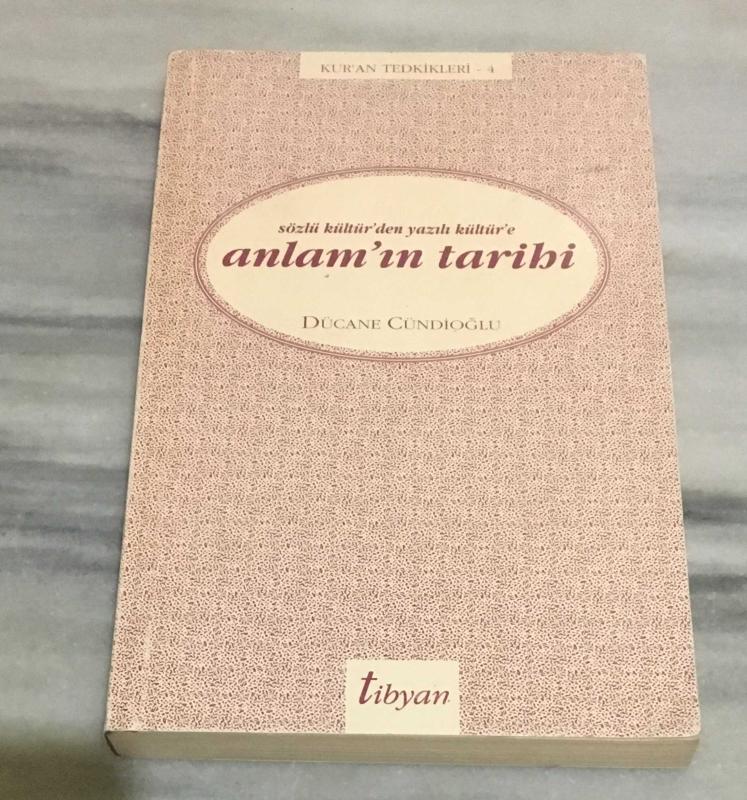 KUR'AN TEDKİKLERİ - 4
sözlü kültür'den yazılı kültür'e
anlam'ın tarihi
DÜCANE CÜNDİOĞLU
tibyan